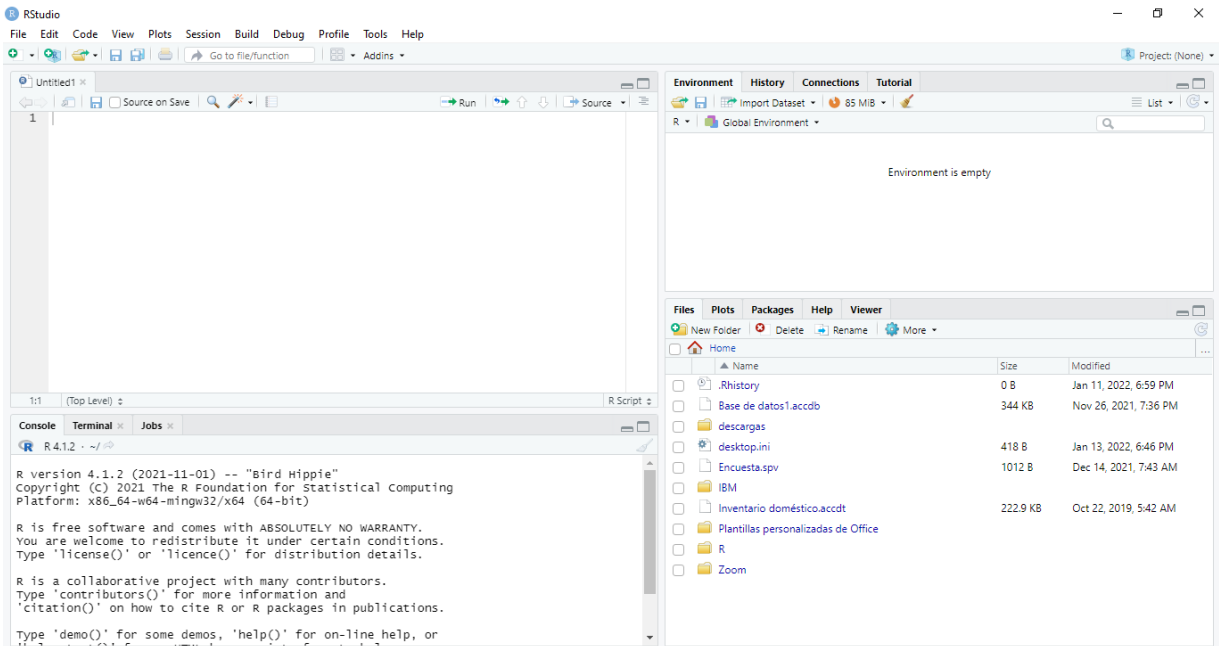 RStudio
File Edit Code View Plots Session Build Debug Profile Tools Help
Go to file/function Addins Project: (None)
Untitled1
Source on Save Run Source
1
1:1 (Top Level) R Script
Console Terminal Jobs
R 4.1.2 · ~/
R version 4.1.2 (2021-11-01) -- "Bird Hippie"
Copyright (C) 2021 The R Foundation for Statistical Computing
Platform: x86_64-w64-mingw32/x64 (64-bit)
R is free software and comes with ABSOLUTELY NO WARRANTY.
You are welcome to redistribute it under certain conditions.
Type 'license()' or 'licence()' for distribution details.
R is a collaborative project with many contributors.
Type 'contributors()' for more information and
'citation()' on how to cite R or R packages in publications.
Type 'demo()' for some demos, 'help()' for on-line help, or
Environment History Connections Tutorial
Import Dataset 85 MiB List
R Global Environment
Environment is empty
Files Plots Packages Help Viewer
New Folder Delete Rename More
Home ...
Name Size Modified
.Rhistory 0 B Jan 11, 2022, 6:59 PM
Base de datos1.accdb 344 KB Nov 26, 2021, 7:36 PM
descargas
desktop.ini 418 B Jan 13, 2022, 6:46 PM
Encuesta.spv 1012 B Dec 14, 2021, 7:43 AM
IBM
Inventario doméstico.accdt 222.9 KB Oct 22, 2019, 5:42 AM
Plantillas personalizadas de Office
R
Zoom